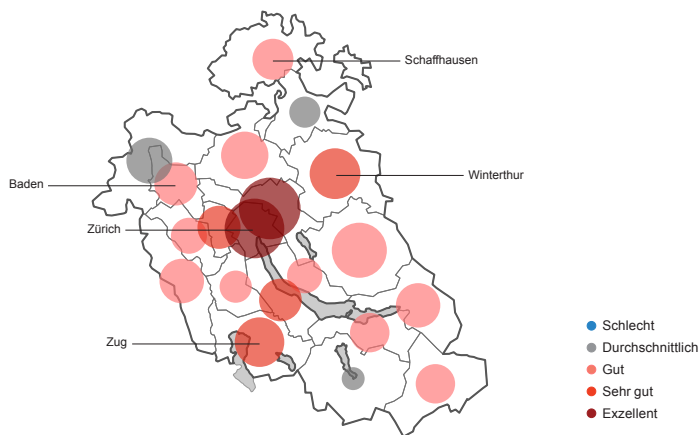 Schaffhausen
Winterthur
Baden
Zürich
Zug
Schlecht
Durchschnittlich
Gut
Sehr gut
Exzellent